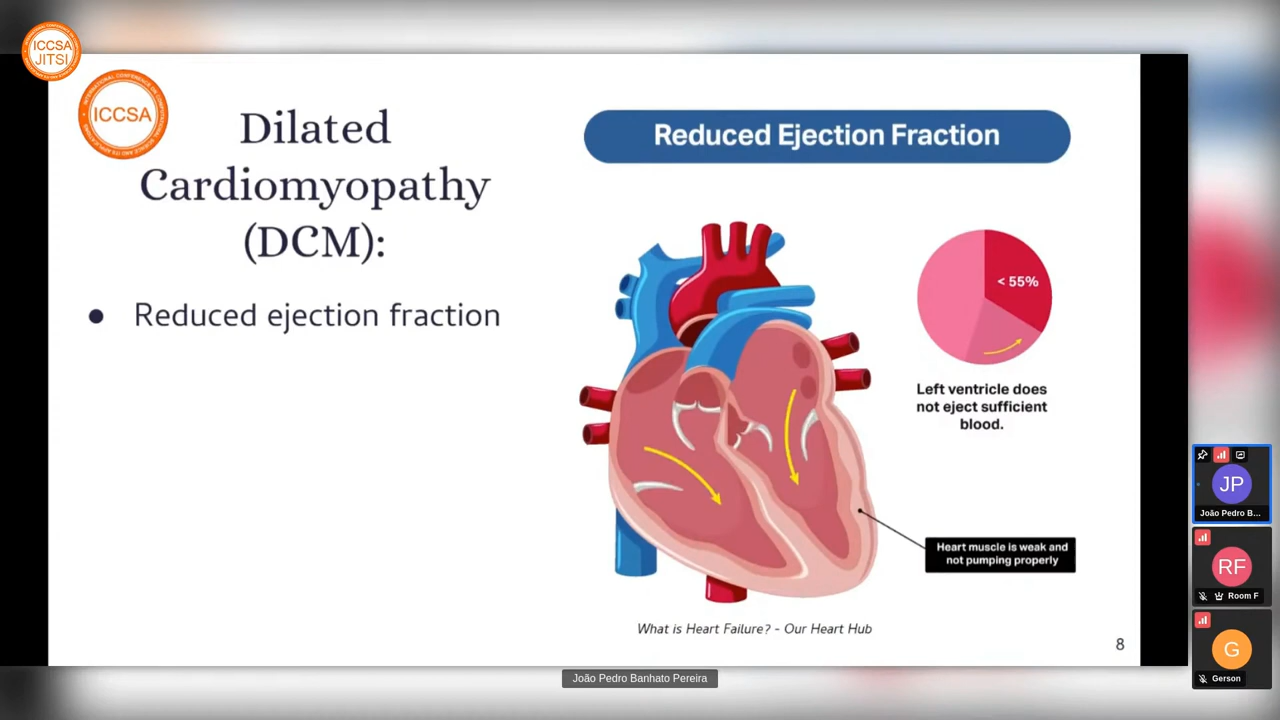 ICCSA
JITSI
ICCSA
Dilated
Cardiomyopathy
(DCM):
● Reduced ejection fraction
Reduced Ejection Fraction
< 55%
Left ventricle does
not eject sufficient
blood.
Heart muscle is weak and
not pumping properly
What is Heart Failure? - Our Heart Hub
8
JP
João Pedro B...
RF
Room F
G
Gerson
João Pedro Banhato Pereira